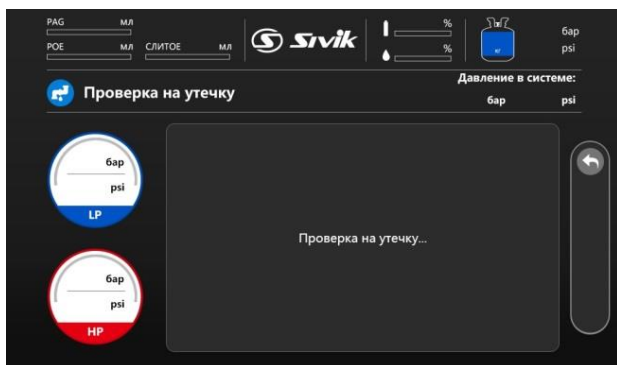 PAG мл
POE мл СЛИТОЕ мл
Sivik
%
%
кг
бар
psi
Проверка на утечку
Давление в системе:
бар psi
бар
psi
LP
Проверка на утечку...
бар
psi
HP